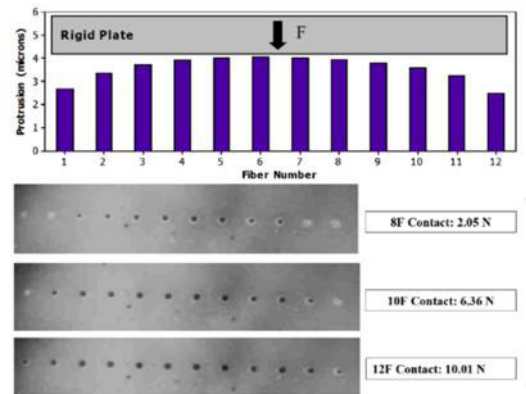 6
5
4
3
2
1
0
Protrusion (microns)
Rigid Plate
F
1 2 3 4 5 6 7 8 9 10 11 12
Fiber Number
8F Contact: 2.05 N
10F Contact: 6.36 N
12F Contact: 10.01 N